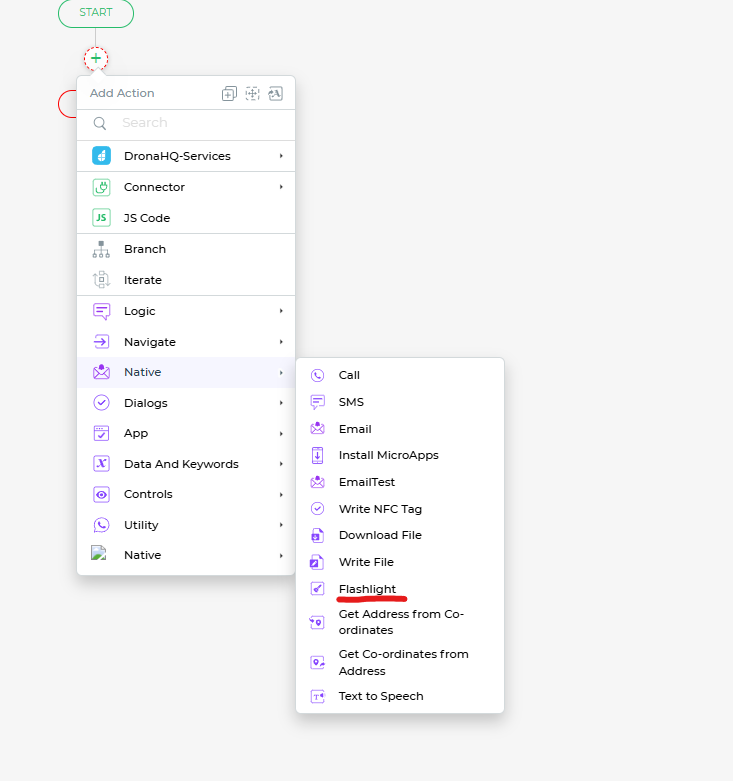 START
Add Action
Search
DronaHQ-Services
Connector
JS
JS Code
Branch
Iterate
Logic
Navigate
Native
Dialogs
App
Data And Keywords
Controls
Utility
Native
Call
SMS
Email
Install MicroApps
EmailTest
Write NFC Tag
Download File
Write File
Flashlight
Get Address from Co-
ordinates
Get Co-ordinates from
Address
Text to Speech